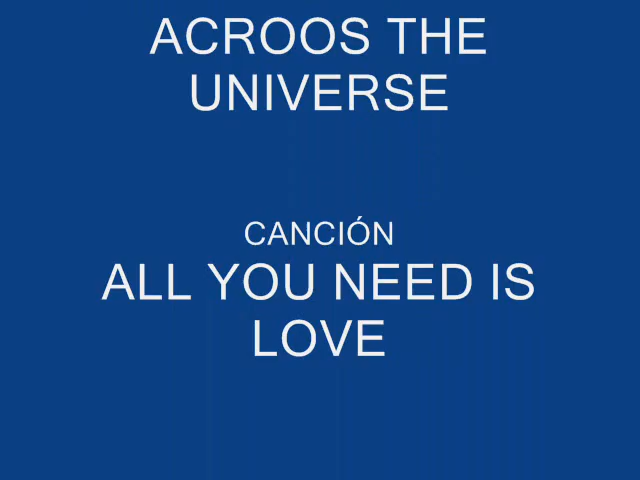 ACROOS THE
UNIVERSE
CANCIÓN
ALL YOU NEED IS
LOVE